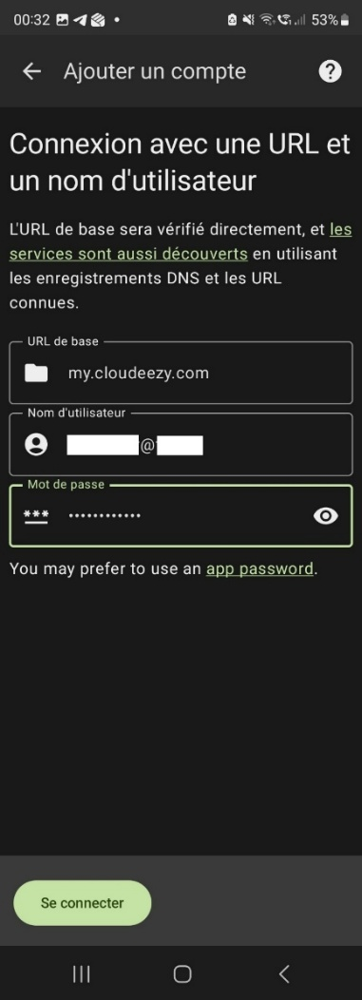 00:32
53%
Ajouter un compte
Connexion avec une URL et
un nom d'utilisateur
L'URL de base sera vérifié directement, et les
services sont aussi découverts en utilisant
les enregistrements DNS et les URL
connues.
URL de base
my.cloudeezy.com
Nom d'utilisateur
@
Mot de passe
***
••••••••••••
You may prefer to use an app password.
Se connecter